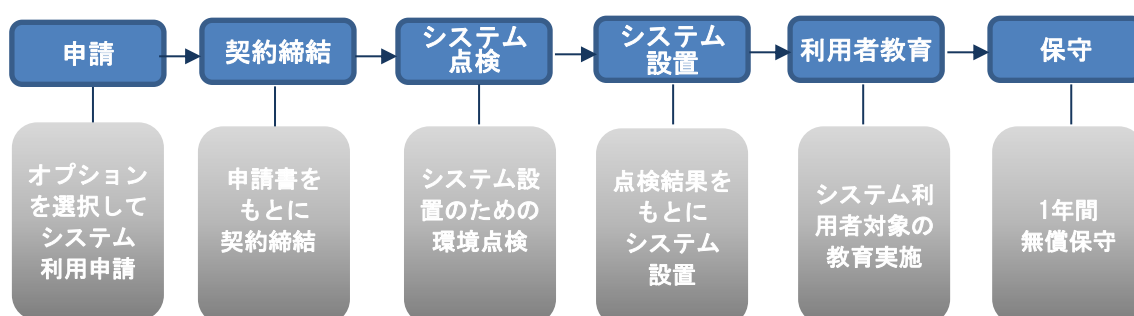 申請
契約締結
システム
点検
システム
設置
利用者教育
保守
オプション
を選択して
システム
利用申請
申請書を
もとに
契約締結
システム設
置のための
環境点検
点検結果を
もとに
システム
設置
システム利
用者対象の
教育実施
1年間
無償保守